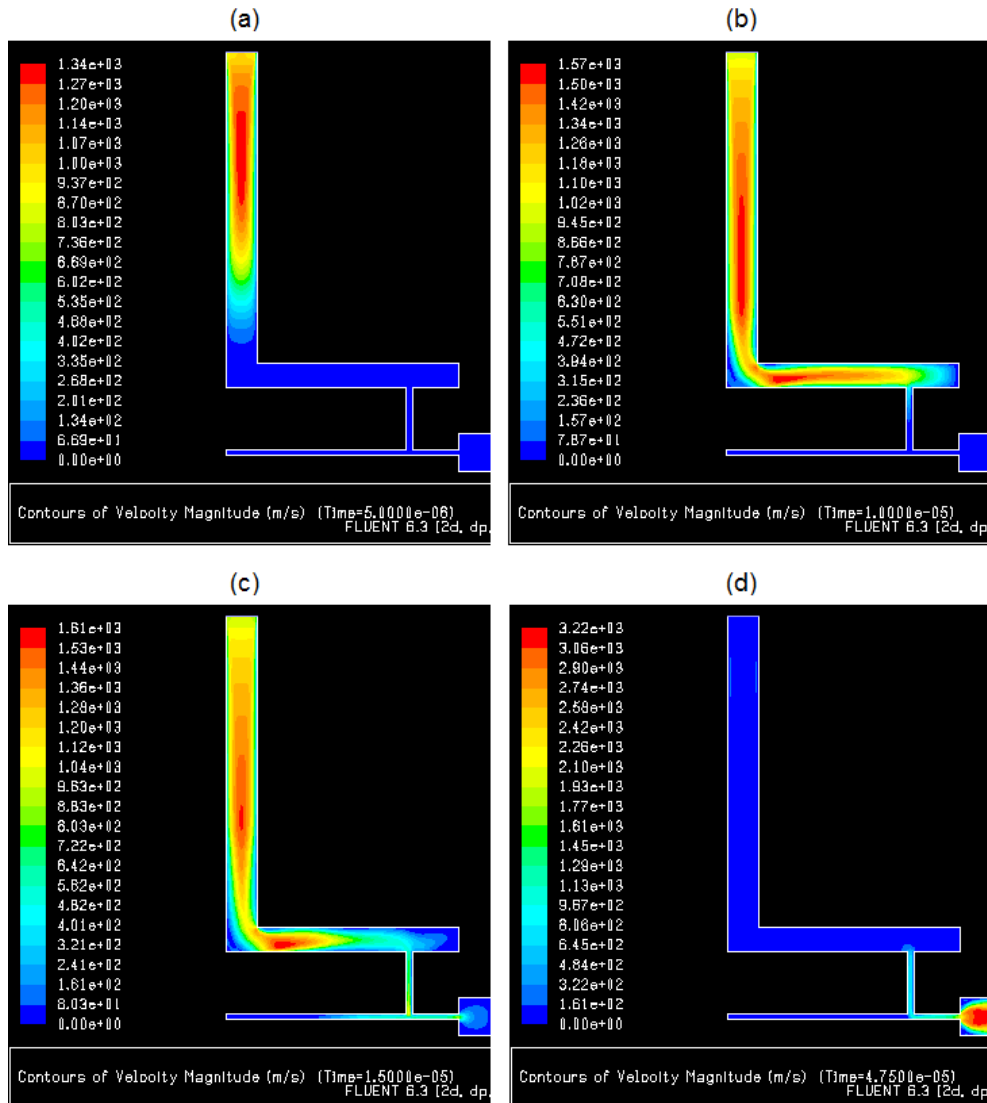 (a)
1.34e+03
1.27e+03
1.20e+03
1.14e+03
1.07e+03
1.00e+03
9.37e+02
8.70e+02
8.03e+02
7.36e+02
6.69e+02
6.02e+02
5.35e+02
4.68e+02
4.02e+02
3.35e+02
2.68e+02
2.01e+02
1.34e+02
6.69e+01
0.00e+00
Contours of Velocity Magnitude (m/s) (Time=5.0000e-06)
FLUENT 6.3 [2d, dp,
(b)
1.57e+03
1.50e+03
1.42e+03
1.34e+03
1.26e+03
1.18e+03
1.10e+03
1.02e+03
9.45e+02
8.66e+02
7.87e+02
7.08e+02
6.30e+02
5.51e+02
4.72e+02
3.94e+02
3.15e+02
2.36e+02
1.57e+02
7.87e+01
0.00e+00
Contours of Velocity Magnitude (m/s) (Time=1.0000e-05)
FLUENT 6.3 [2d, dp,
(c)
1.61e+03
1.53e+03
1.44e+03
1.36e+03
1.28e+03
1.20e+03
1.12e+03
1.04e+03
9.63e+02
8.83e+02
8.03e+02
7.22e+02
6.42e+02
5.62e+02
4.82e+02
4.01e+02
3.21e+02
2.41e+02
1.61e+02
8.03e+01
0.00e+00
Contours of Velocity Magnitude (m/s) (Time=1.5000e-05)
FLUENT 6.3 [2d, dp,
(d)
3.22e+03
3.06e+03
2.90e+03
2.74e+03
2.58e+03
2.42e+03
2.26e+03
2.10e+03
1.93e+03
1.77e+03
1.61e+03
1.45e+03
1.29e+03
1.13e+03
9.67e+02
8.06e+02
6.45e+02
4.84e+02
3.22e+02
1.61e+02
0.00e+00
Contours of Velocity Magnitude (m/s) (Time=4.7500e-05)
FLUENT 6.3 [2d, dp,